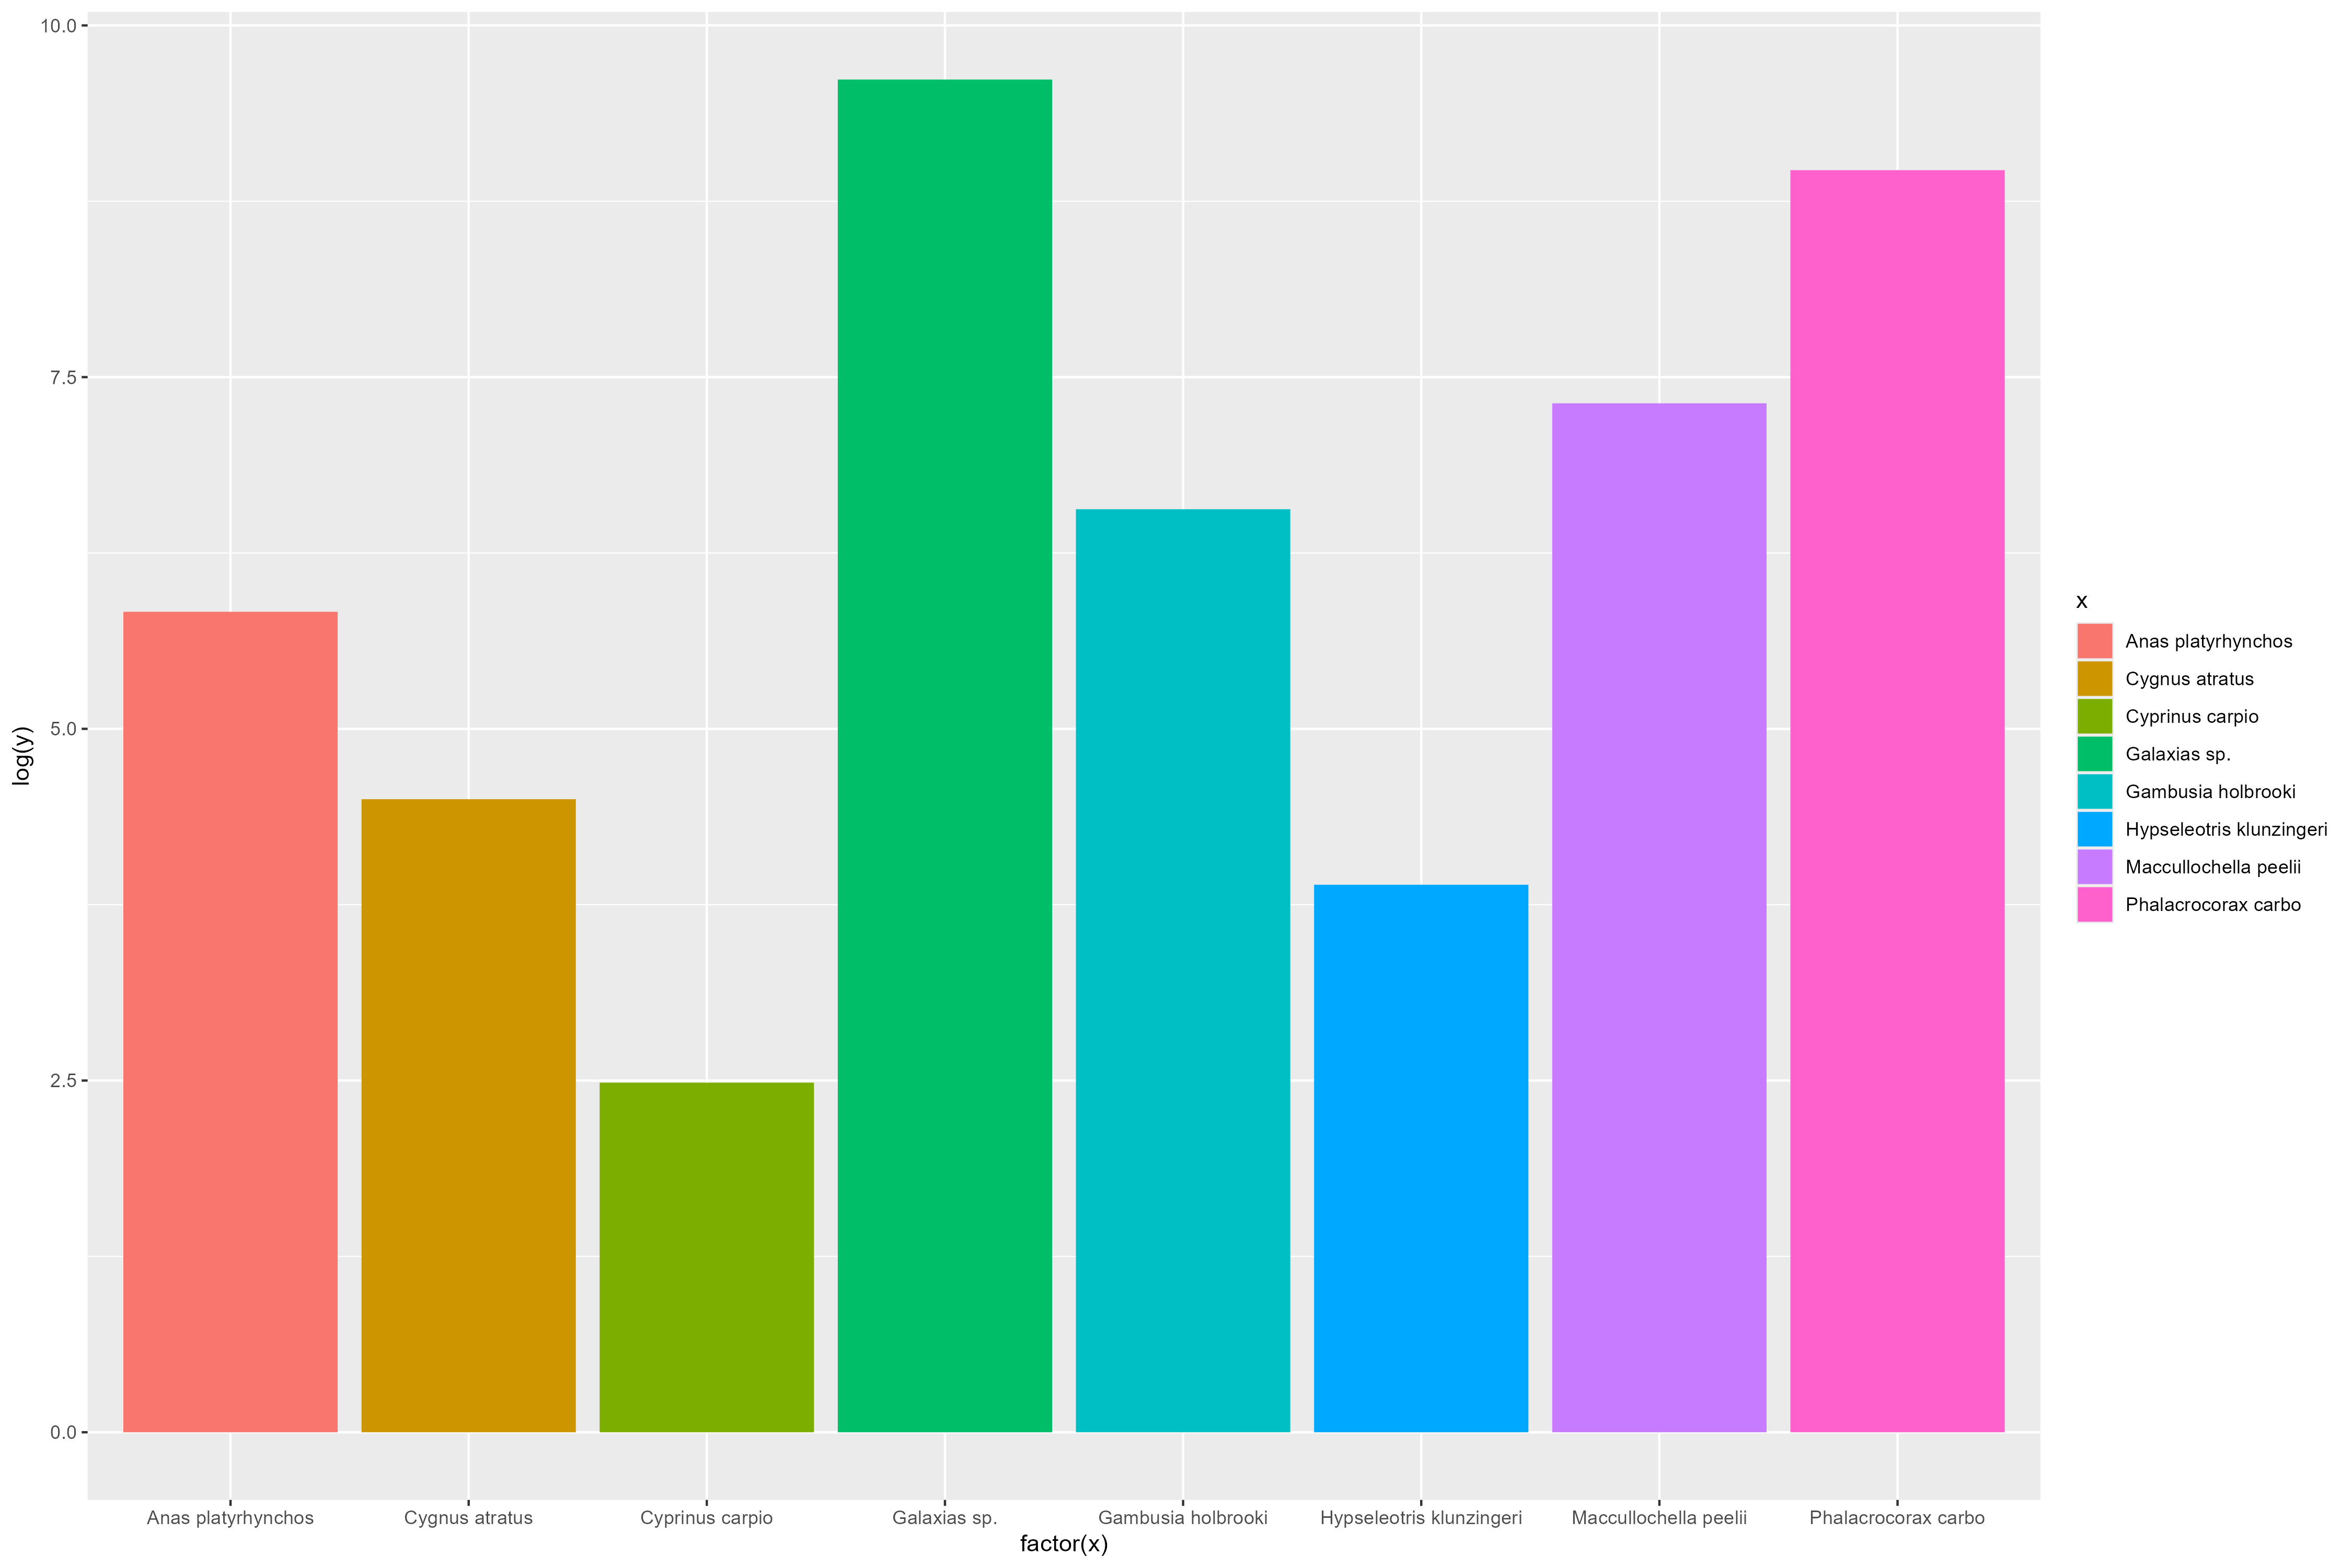 10.0
7.5
5.0
2.5
0.0
log(y)
Anas platyrhynchos
Cygnus atratus
Cyprinus carpio
Galaxias sp.
Gambusia holbrooki
Hypseleotris klunzingeri
Maccullochella peelii
Phalacrocorax carbo
factor(x)
x
Anas platyrhynchos
Cygnus atratus
Cyprinus carpio
Galaxias sp.
Gambusia holbrooki
Hypseleotris klunzingeri
Maccullochella peelii
Phalacrocorax carbo